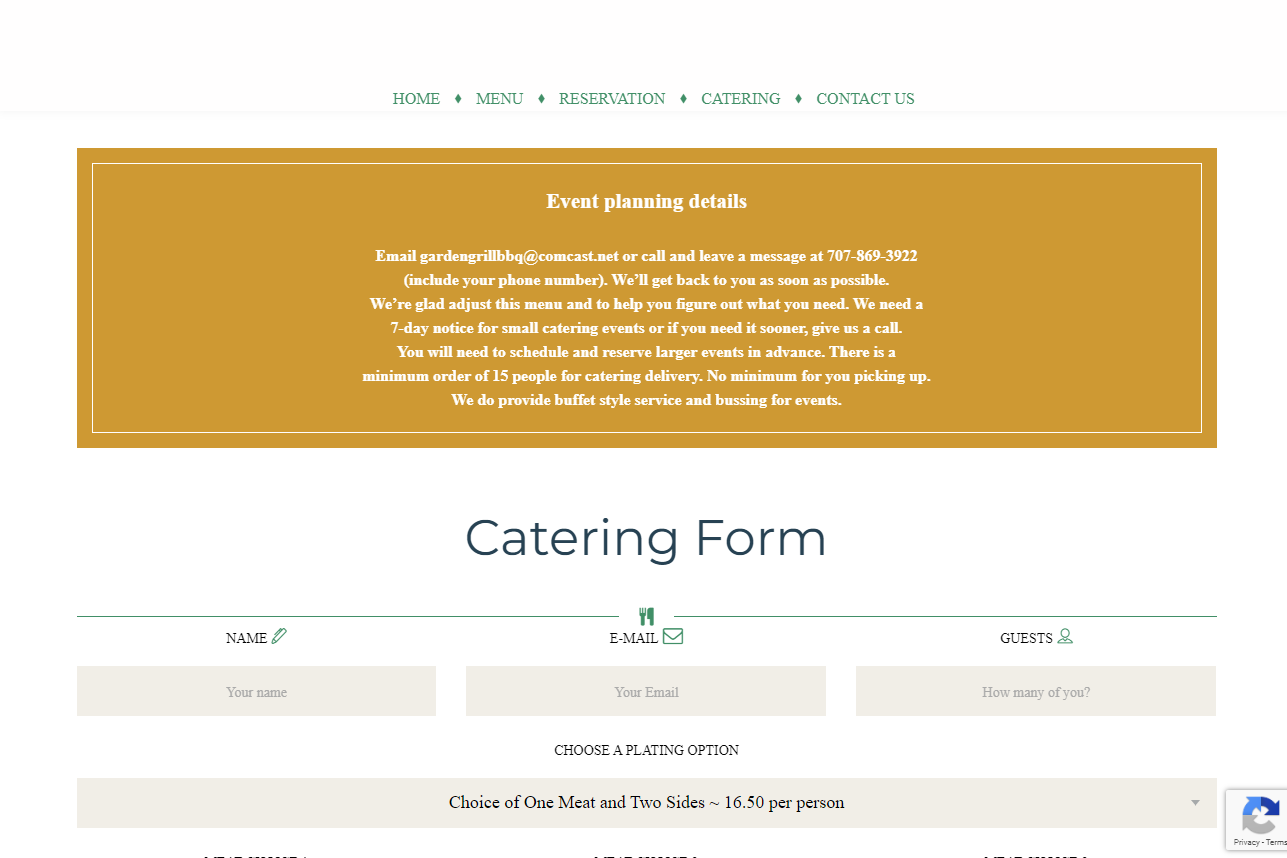 HOME ♦ MENU ♦ RESERVATION ♦ CATERING ♦ CONTACT US
Event planning details
Email gardengrillbbq@comcast.net or call and leave a message at 707-869-3922
(include your phone number). We’ll get back to you as soon as possible.
We’re glad adjust this menu and to help you figure out what you need. We need a
7-day notice for small catering events or if you need it sooner, give us a call.
You will need to schedule and reserve larger events in advance. There is a
minimum order of 15 people for catering delivery. No minimum for you picking up.
We do provide buffet style service and bussing for events.
Catering Form
NAME E-MAIL GUESTS
Your name Your Email How many of you?
CHOOSE A PLATING OPTION
Choice of One Meat and Two Sides ~ 16.50 per person
Privacy - Terms